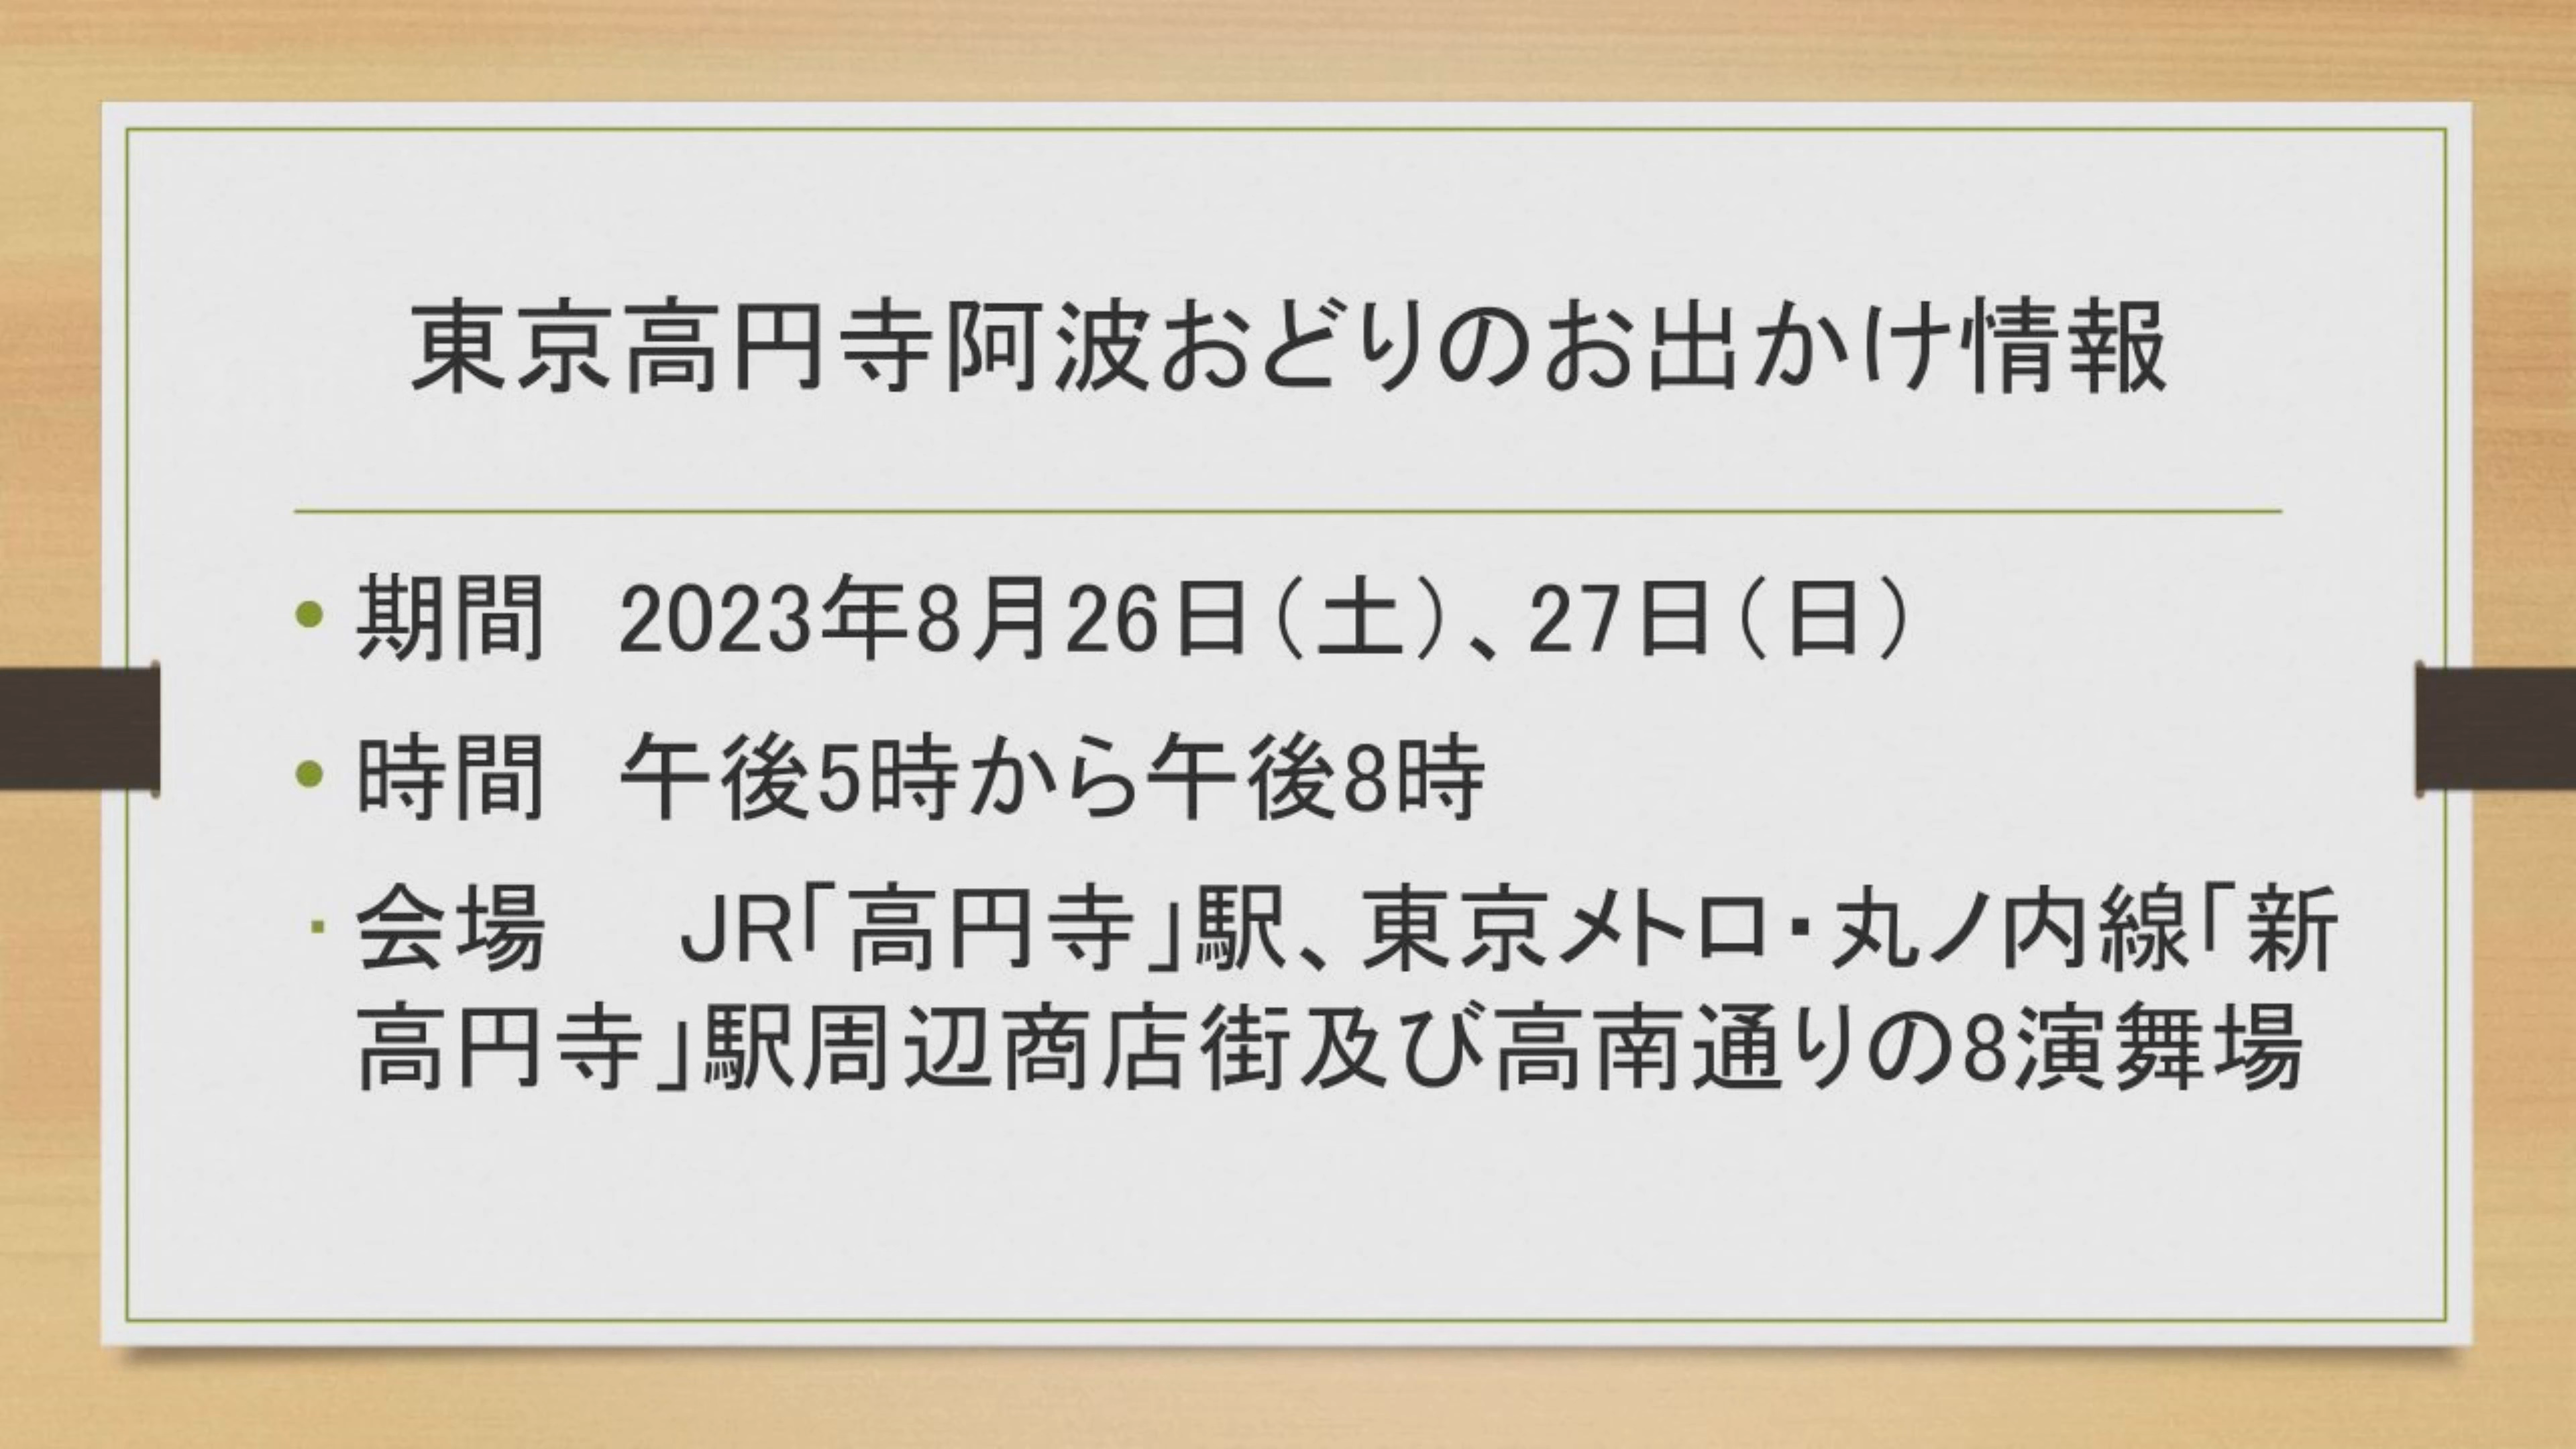 東京高円寺阿波おどりのお出かけ情報
• 期間　2023年8月26日（土）、27日（日）
• 時間　午後5時から午後8時
▪ 会場　 JR「高円寺」駅、東京メトロ・丸ノ内線「新
高円寺」駅周辺商店街及び高南通りの8演舞場